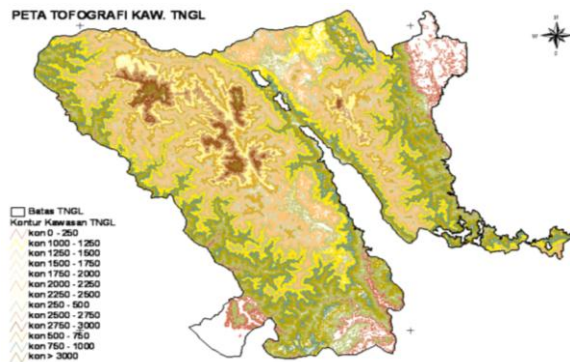 PETA TOFOGRAFI KAW. TNGL
Batas TNGL
Kontur Kawasan TNGL
kon 0 - 250
kon 1000 - 1250
kon 1250 - 1500
kon 1500 - 1750
kon 1750 - 2000
kon 2000 - 2250
kon 2250 - 2500
kon 250 - 500
kon 2500 - 2750
kon 2750 - 3000
kon 500 - 750
kon 750 - 1000
kon > 3000